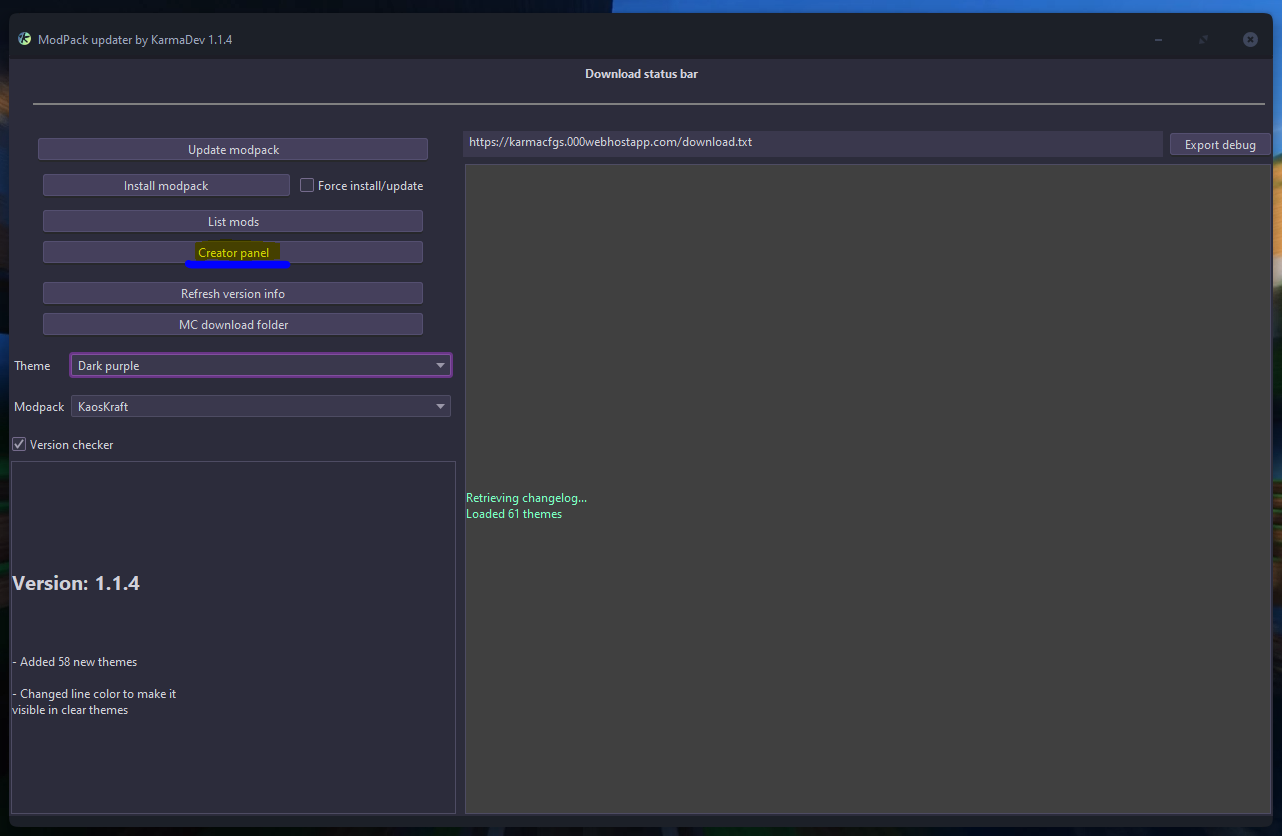 ModPack updater by KarmaDev 1.1.4
Download status bar
Update modpack
Install modpack
Force install/update
List mods
Creator panel
Refresh version info
MC download folder
Theme
Dark purple
Modpack
KaosKraft
Version checker
Version: 1.1.4
- Added 58 new themes
- Changed line color to make it
visible in clear themes
https://karmacfgs.000webhostapp.com/download.txt
Export debug
Retrieving changelog...
Loaded 61 themes